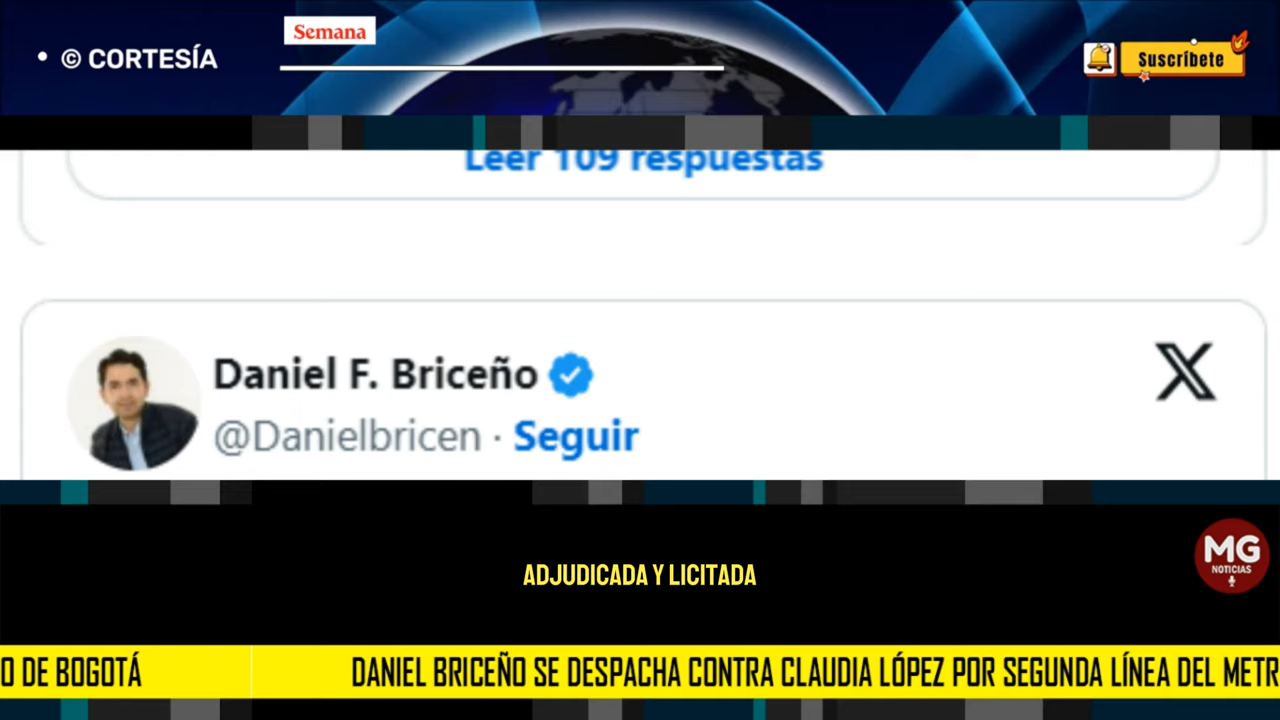 Semana
• © CORTESÍA
Suscríbete
Leer 109 respuestas
Daniel F. Briceño
@Danielbricen · Seguir
ADJUDICADA Y LICITADA
MG
NOTICIAS
O DE BOGOTÁ
DANIEL BRICEÑO SE DESPACHA CONTRA CLAUDIA LÓPEZ POR SEGUNDA LÍNEA DEL METR